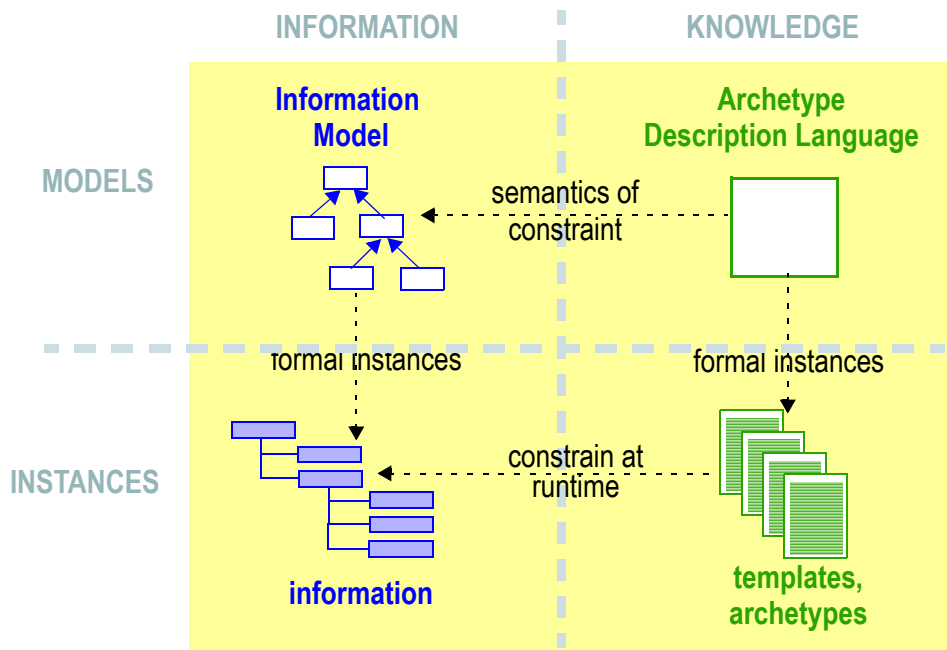 INFORMATION
KNOWLEDGE
MODELS
Information
Model
Archetype
Description Language
semantics of
constraint
formal instances
formal instances
INSTANCES
constrain at
runtime
information
templates,
archetypes